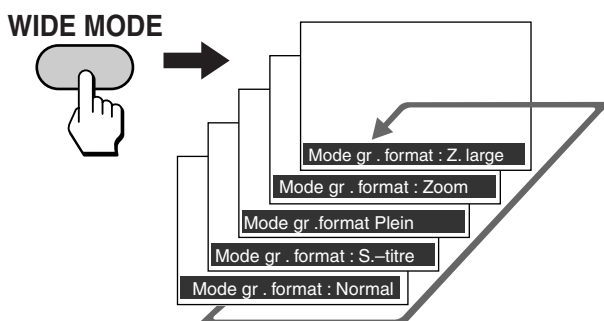 WIDE MODE
Mode gr . format : Z. large
Mode gr . format : Zoom
Mode gr .format Plein
Mode gr . format : S.–titre
Mode gr . format : Normal